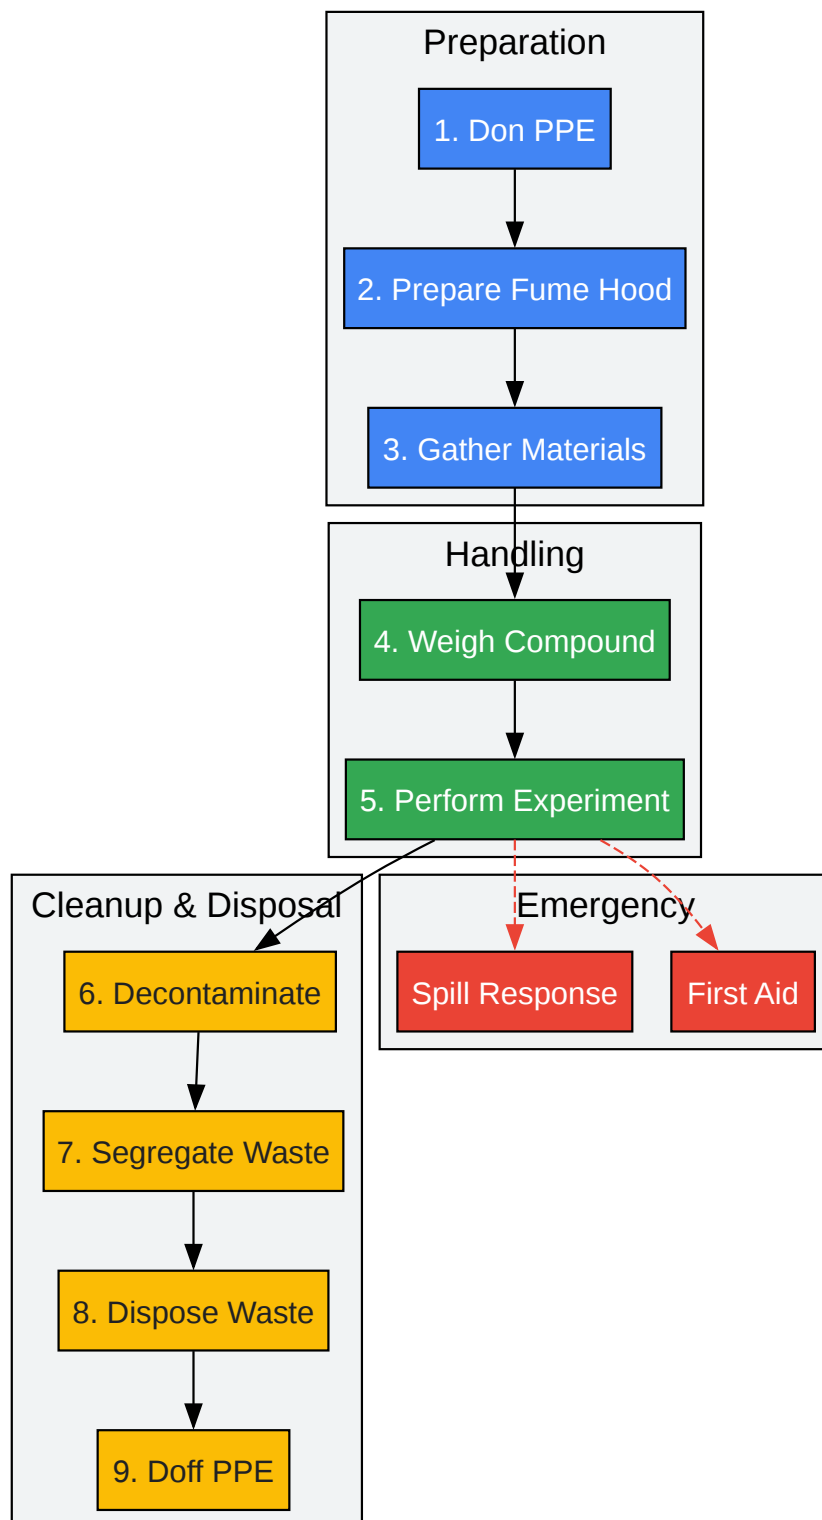 Preparation
1. Don PPE
2. Prepare Fume Hood
3. Gather Materials
Handling
4. Weigh Compound
5. Perform Experiment
Cleanup & Disposal
6. Decontaminate
7. Segregate Waste
8. Dispose Waste
9. Doff PPE
Emergency
Spill Response
First Aid